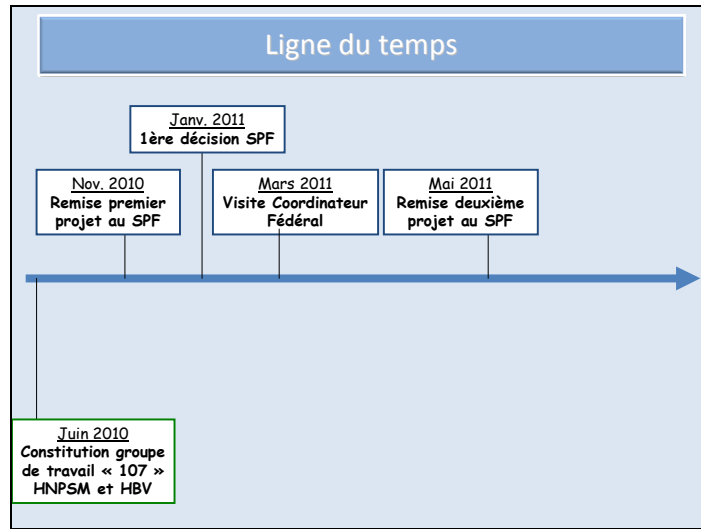 Ligne du temps
Janv. 2011
1ère décision SPF
Nov. 2010
Remise premier
projet au SPF
Mars 2011
Visite Coordinateur
Fédéral
Mai 2011
Remise deuxième
projet au SPF
Juin 2010
Constitution groupe
de travail « 107 »
HNPSM et HBV